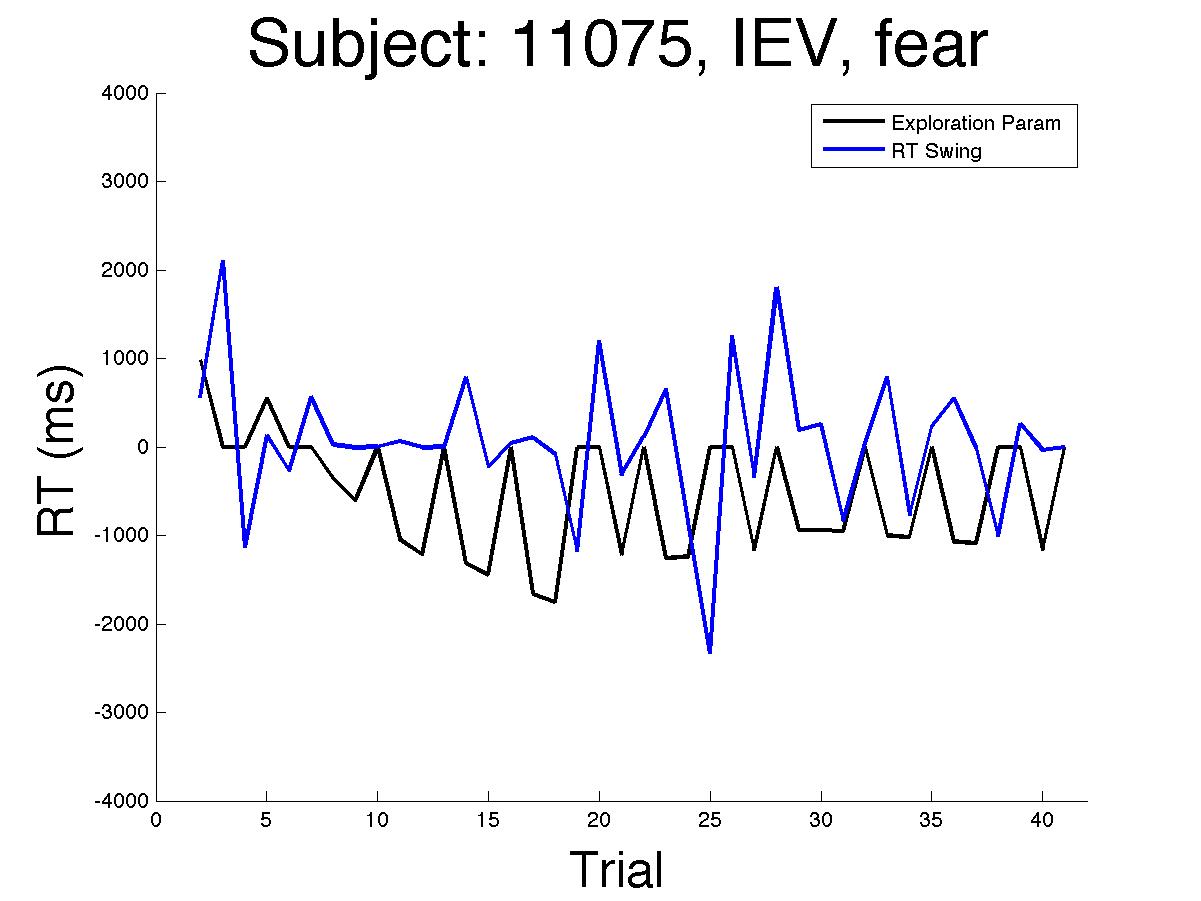 Subject: 11075, IEV, fear
4000
3000
2000
1000
0
-1000
-2000
-3000
-4000
RT (ms)
Exploration Param
RT Swing
0 5 10 15 20 25 30 35 40
Trial